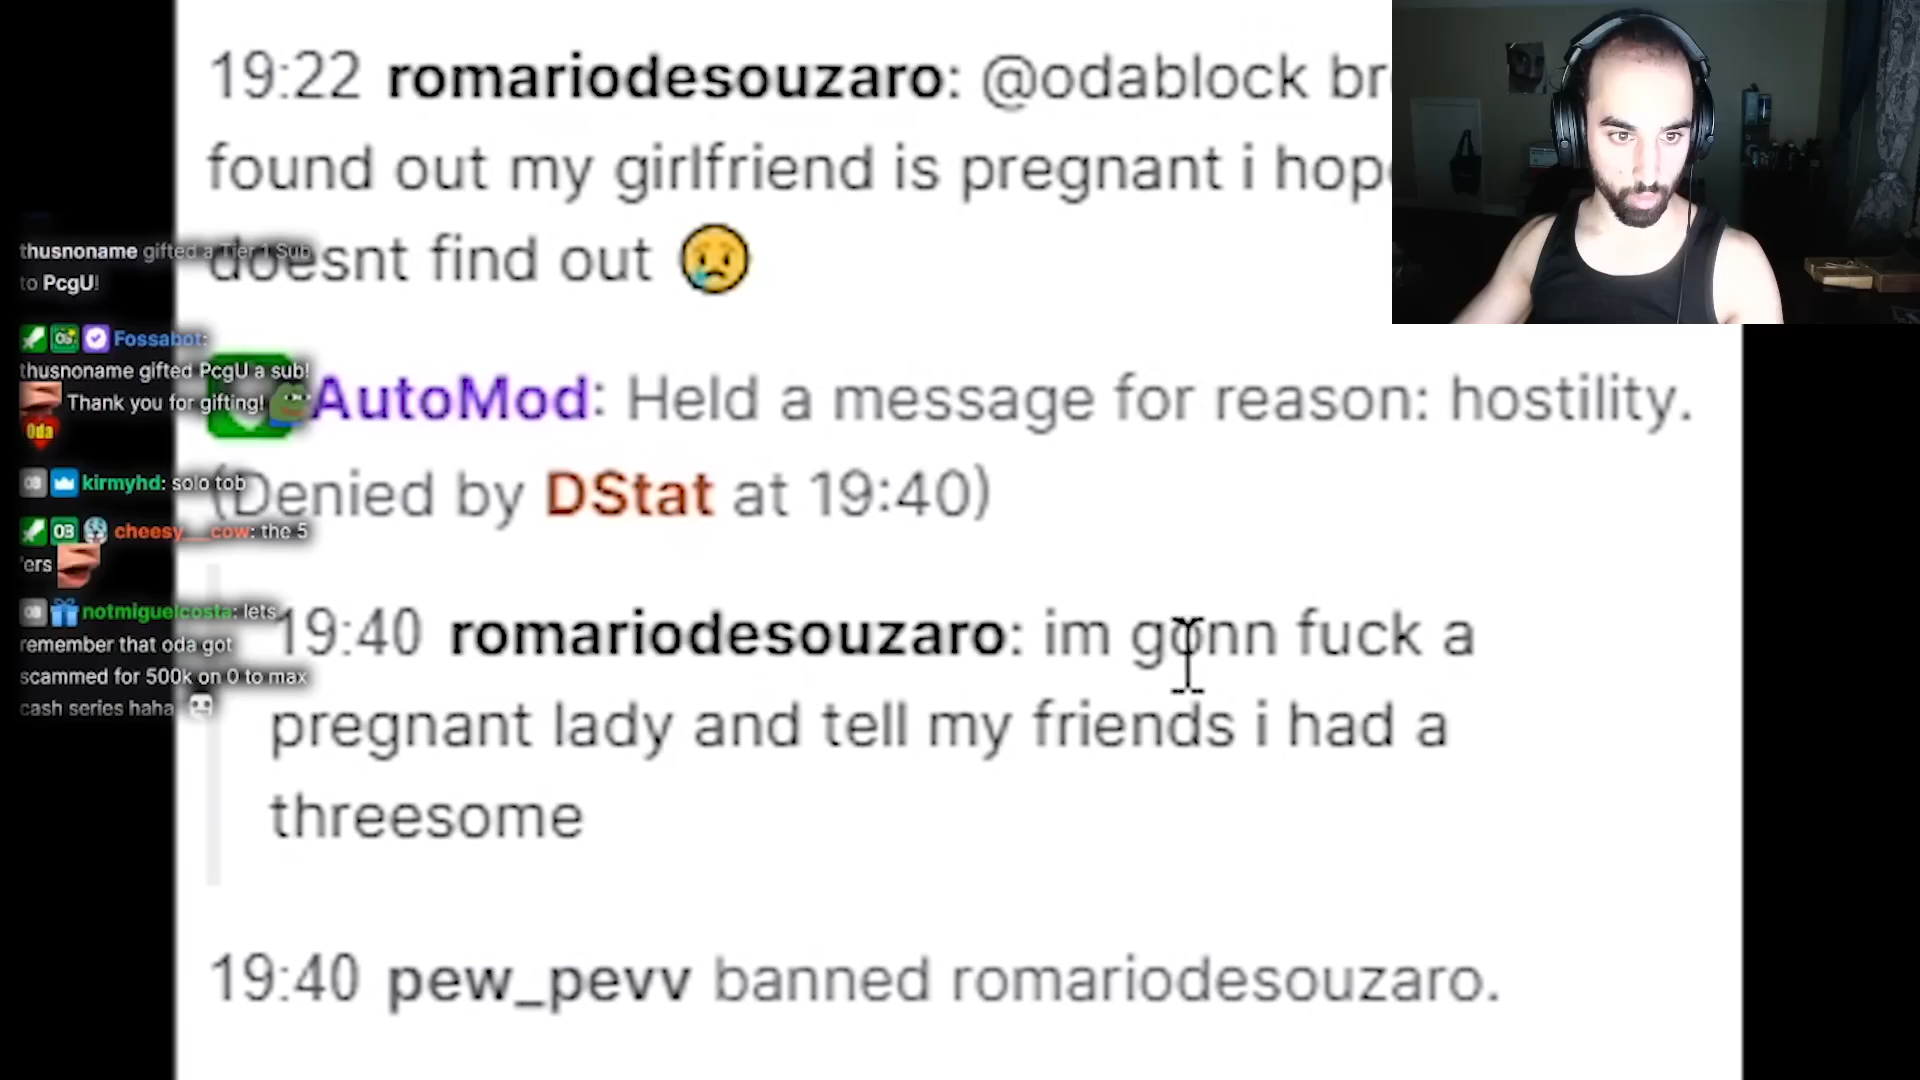 19:22 romariodesouzaro: @odablock br
found out my girlfriend is pregnant i hop
doesnt find out 😢
AutoMod: Held a message for reason: hostility.
(Denied by DStat at 19:40)
19:40 romariodesouzaro: im gonn fuck a
pregnant lady and tell my friends i had a
threesome
19:40 pew_pevv banned romariodesouzaro.
thusnoname gifted a Tier 1 Sub
to PcgU!
Fossabot:
thusnoname gifted PcgU a sub!
Thank you for gifting!
Oda
kirmyhd: solo tob
cheesy__cow: the 5
'ers
notmiguelcosta: lets
remember that oda got
scammed for 500k on 0 to max
cash series haha